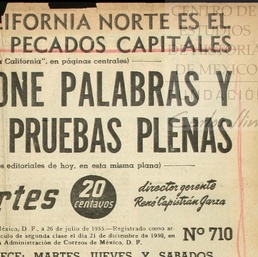 CALIFORNIA NORTE ES EL
PECADOS CAPITALES
California", en páginas centrales)
ONE PALABRAS Y
PRUEBAS PLENAS
editoriales de hoy, en esta misma plana)
rtes
20
centavos
director gerente
René Capistrán Garza
México, D. F., a 26 de julio de 1955.—Registrado como ar-
tículo de segunda clase el día 21 de diciembre de 1950, en
la Administración de Correos de México, D. F.
Nº 710
ECE: MARTES, JUEVES Y SABADOS
CENTRO DE
DE MEXICO